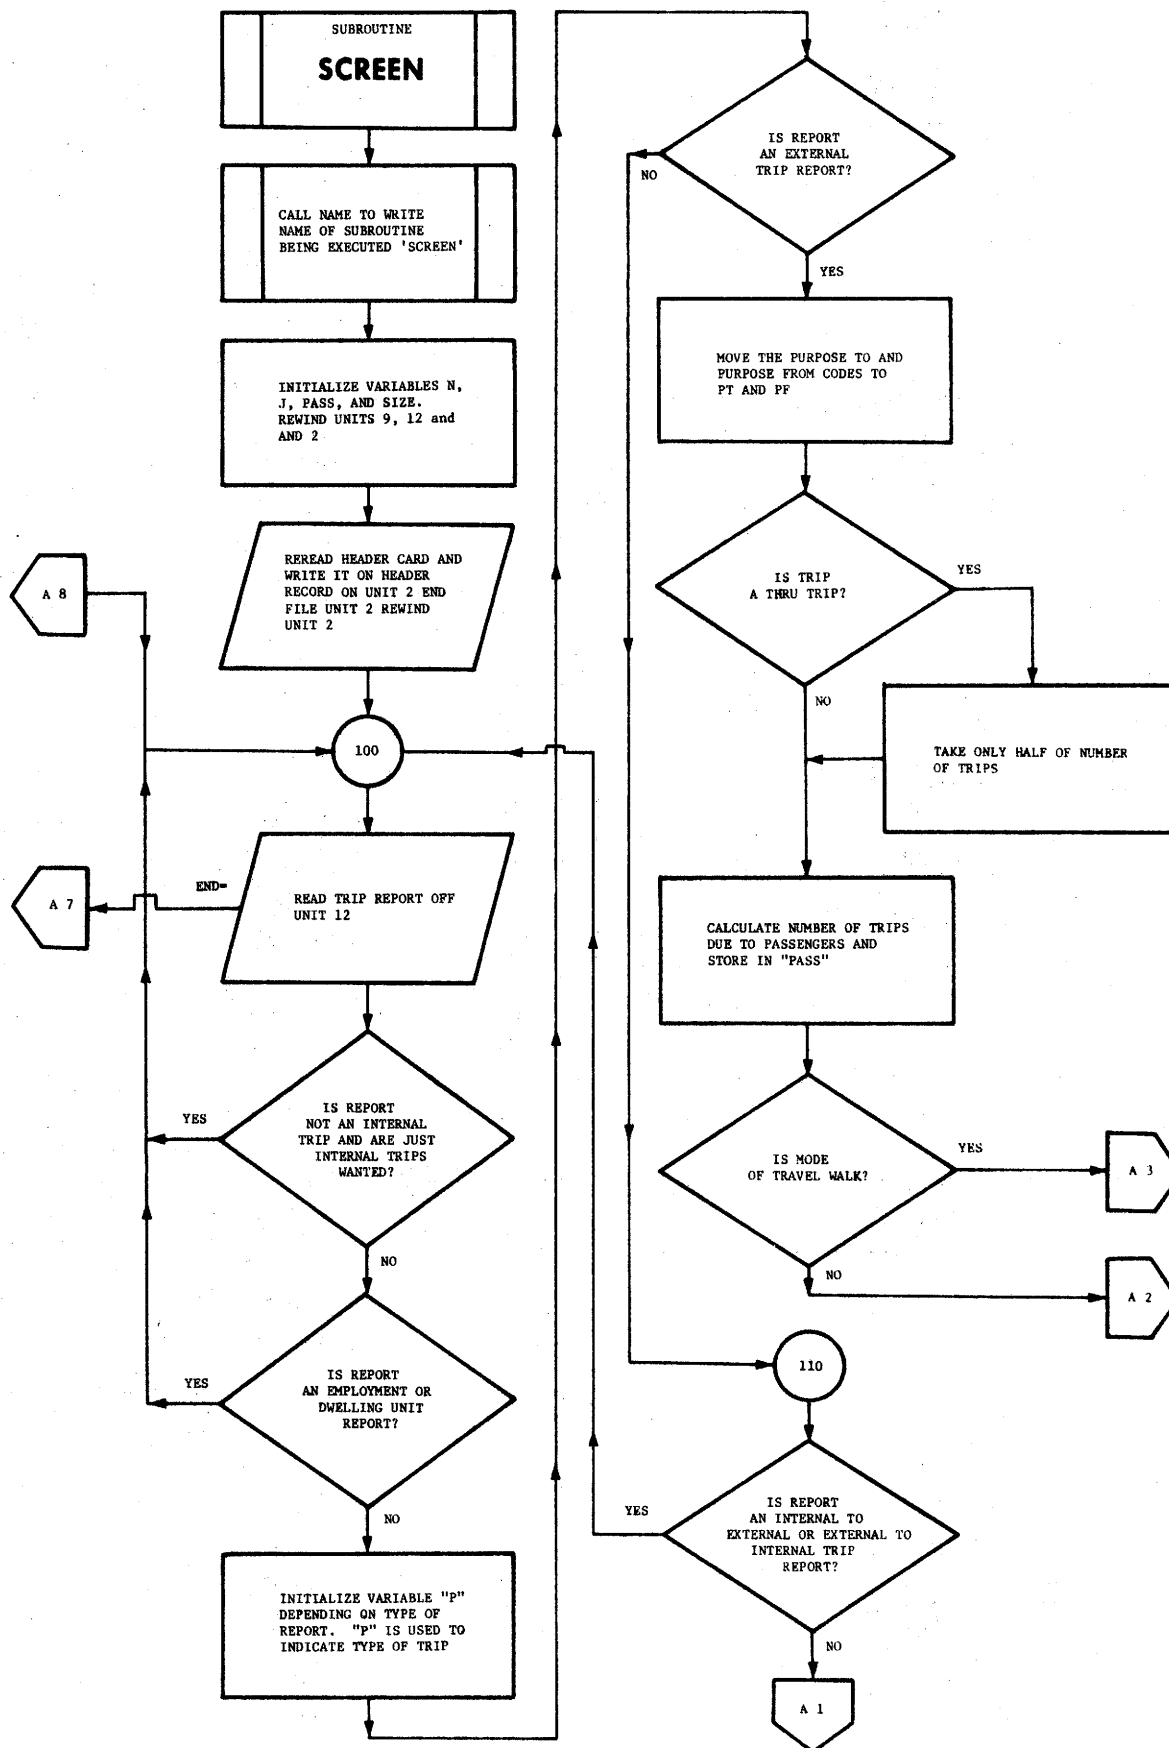 SUBROUTINE
SCREEN
CALL NAME TO WRITE
NAME OF SUBROUTINE
BEING EXECUTED 'SCREEN'
INITIALIZE VARIABLES N,
J, PASS, AND SIZE.
REWIND UNITS 9, 12 and
AND 2
REREAD HEADER CARD AND
WRITE IT ON HEADER
RECORD ON UNIT 2 END
FILE UNIT 2 REWIND
UNIT 2
A 8
100
END=
A 7
READ TRIP REPORT OFF
UNIT 12
IS REPORT
NOT AN INTERNAL
TRIP AND ARE JUST
INTERNAL TRIPS
WANTED?
YES
NO
IS REPORT
AN EMPLOYMENT OR
DWELLING UNIT
REPORT?
YES
NO
INITIALIZE VARIABLE "P"
DEPENDING ON TYPE OF
REPORT. "P" IS USED TO
INDICATE TYPE OF TRIP
IS REPORT
AN EXTERNAL
TRIP REPORT?
NO
YES
MOVE THE PURPOSE TO AND
PURPOSE FROM CODES TO
PT AND PF
IS TRIP
A THRU TRIP?
YES
NO
TAKE ONLY HALF OF NUMBER
OF TRIPS
CALCULATE NUMBER OF TRIPS
DUE TO PASSENGERS AND
STORE IN "PASS"
IS MODE
OF TRAVEL WALK?
YES
A 3
NO
A 2
110
IS REPORT
AN INTERNAL TO
EXTERNAL OR EXTERNAL TO
INTERNAL TRIP
REPORT?
YES
NO
A 1